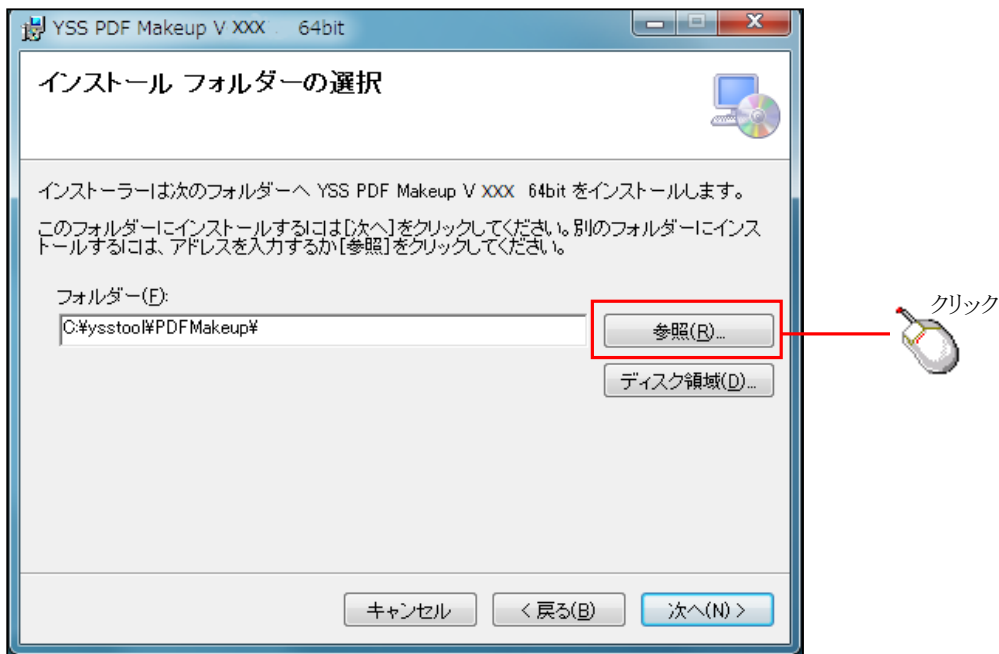 YSS PDF Makeup V XXX 64bit
インストール フォルダーの選択
インストーラーは次のフォルダーへ YSS PDF Makeup V XXX 64bit をインストールします。
このフォルダーにインストールするには[次へ]をクリックしてください。別のフォルダーにインス
トールするには、アドレスを入力するか[参照]をクリックしてください。
フォルダー(F):
C:¥ysstool¥PDFMakeup¥
参照(R)...
クリック
ディスク領域(D)...
キャンセル
< 戻る(B)
次へ(N) >